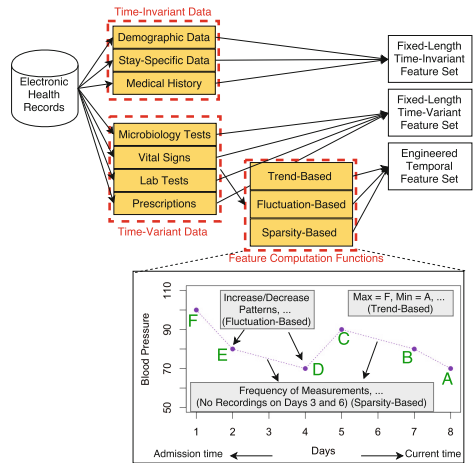 Time-Invariant Data
Demographic Data
Stay-Specific Data
Medical History
Electronic
Health
Records
Fixed-Length
Time-Invariant
Feature Set
Fixed-Length
Time-Variant
Feature Set
Engineered
Temporal
Feature Set
Microbiology Tests
Vital Signs
Lab Tests
Prescriptions
Time-Variant Data
Trend-Based
Fluctuation-Based
Sparsity-Based
Feature Computation Functions
Blood Pressure
110
90
70
50
Increase/Decrease
Patterns, ...
(Fluctuation-Based)
Max = F, Min = A, ...
(Trend-Based)
F
E
D
C
B
A
Frequency of Measurements, ...
(No Recordings on Days 3 and 6) (Sparsity-Based)
1 2 3 4 5 6 7 8
Days
Admission time
Current time